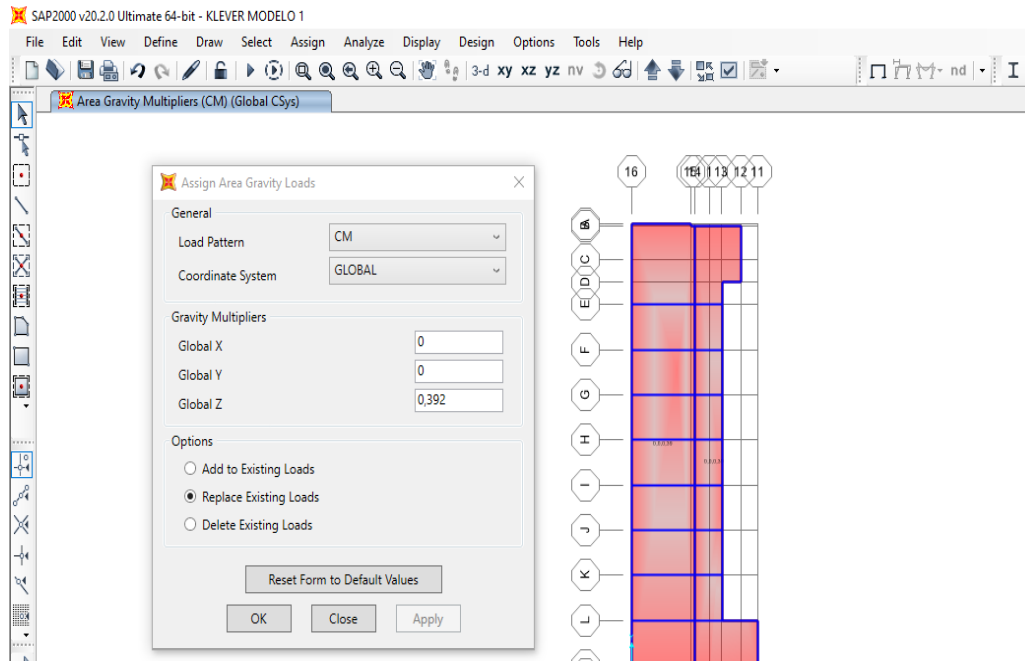 SAP2000 v20.2.0 Ultimate 64-bit - KLEVER MODELO 1
File Edit View Define Draw Select Assign Analyze Display Design Options Tools Help
3-d xy xz yz nv nd
Area Gravity Multipliers (CM) (Global CSys)
Assign Area Gravity Loads
General
Load Pattern CM
Coordinate System GLOBAL
Gravity Multipliers
Global X 0
Global Y 0
Global Z 0,392
Options
Add to Existing Loads
Replace Existing Loads
Delete Existing Loads
Reset Form to Default Values
OK Close Apply
16 13 12 11
C
D
E
F
G
H
I
J
K
L